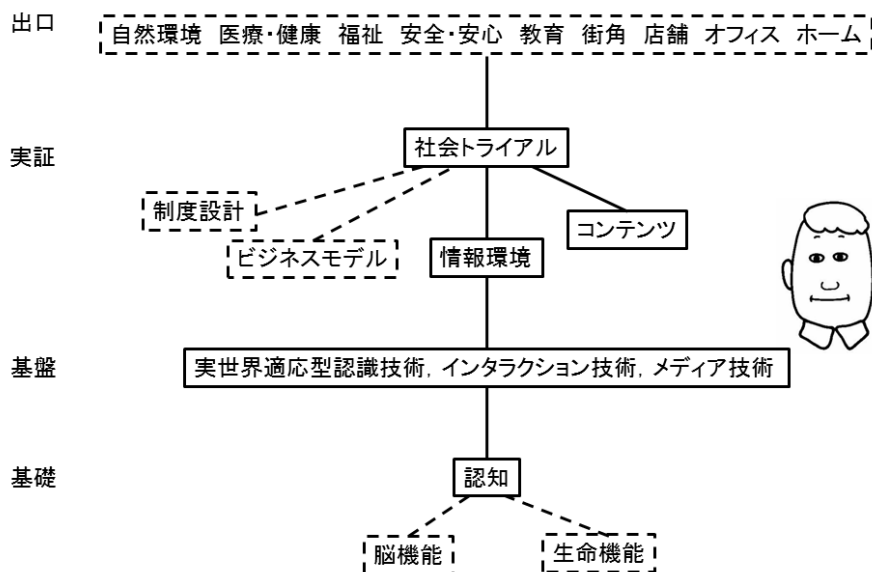 出口
自然環境 医療・健康 福祉 安全・安心 教育 街角 店舗 オフィス ホーム
実証
社会トライアル
制度設計
コンテンツ
ビジネスモデル
情報環境
基盤
実世界適応型認識技術, インタラクション技術, メディア技術
基礎
認知
脳機能
生命機能